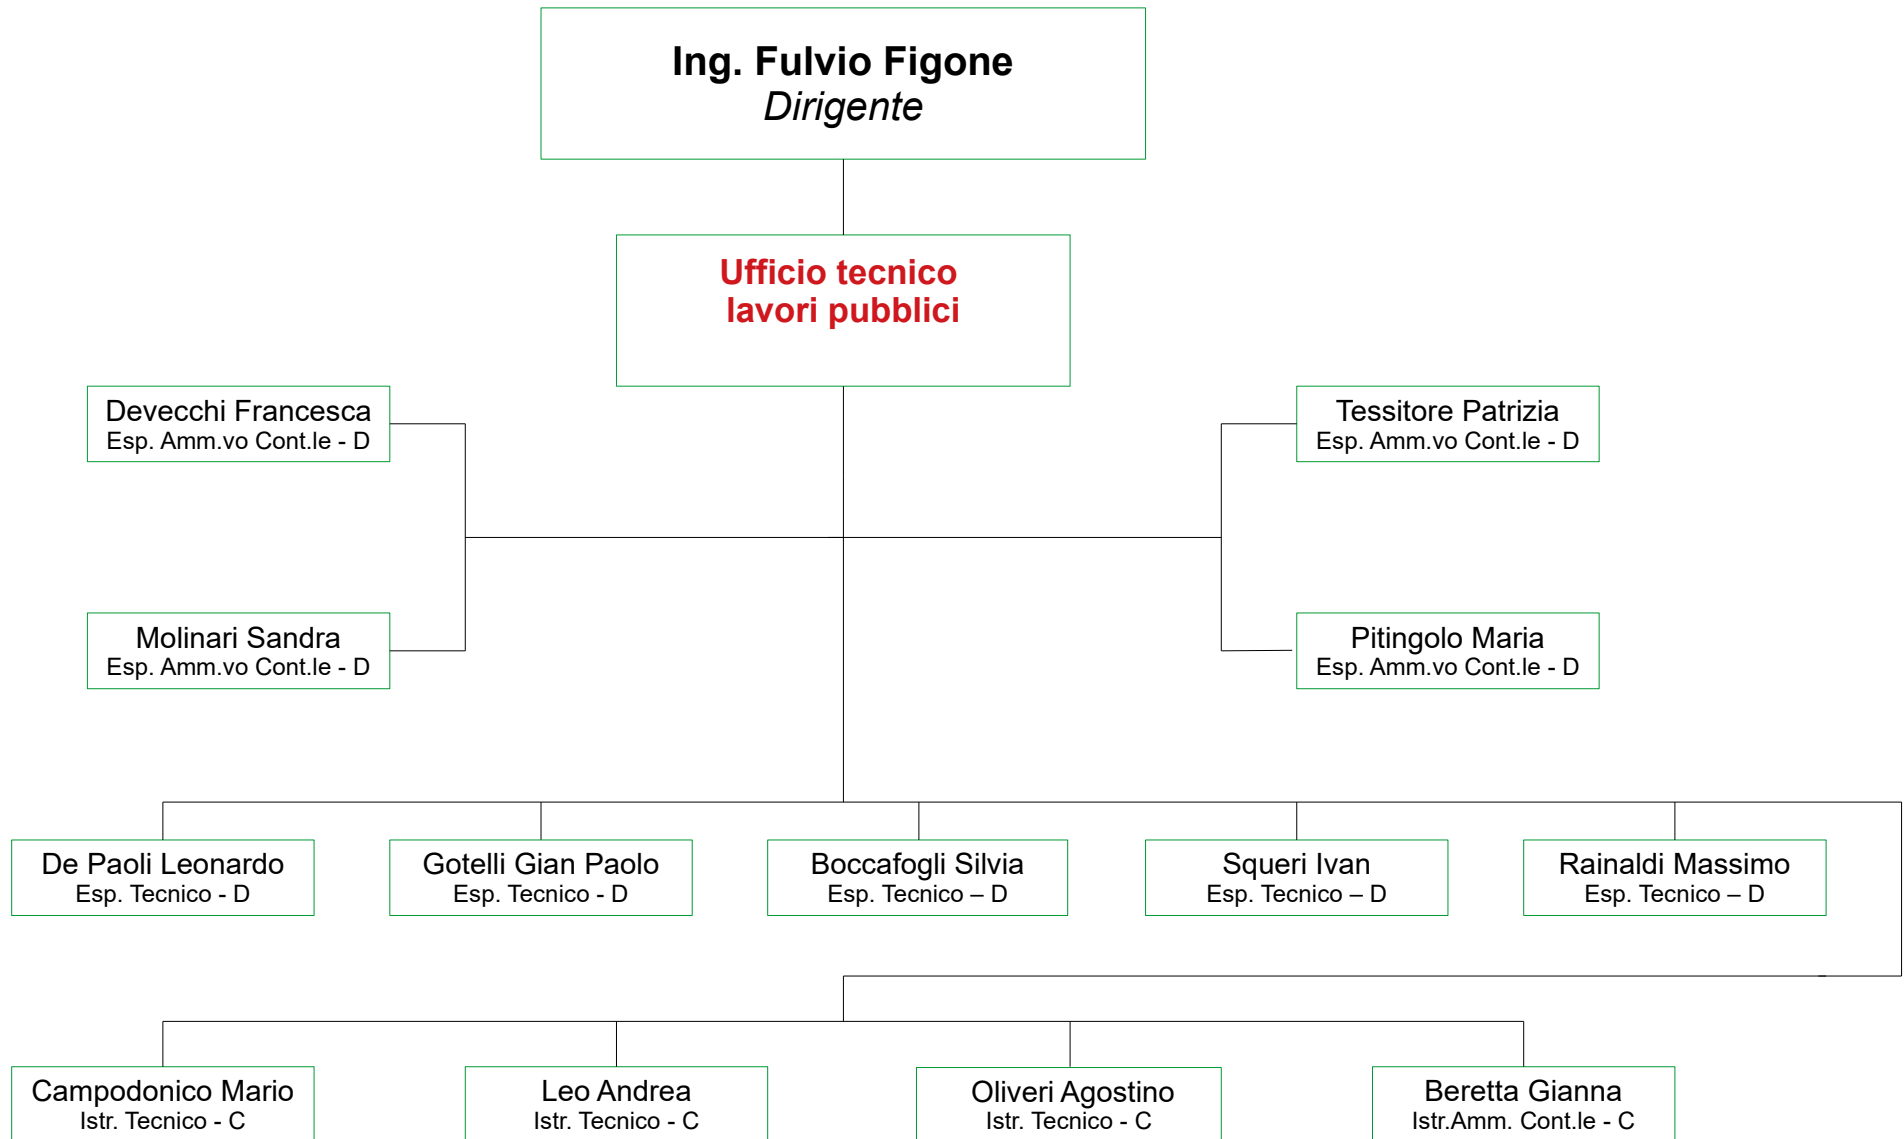 Ing. Fulvio Figone
Dirigente
Ufficio tecnico
lavori pubblici
Devecchi Francesca
Esp. Amm.vo Cont.le - D
Tessitore Patrizia
Esp. Amm.vo Cont.le - D
Molinari Sandra
Esp. Amm.vo Cont.le - D
Pitingolo Maria
Esp. Amm.vo Cont.le - D
De Paoli Leonardo
Esp. Tecnico - D
Gotelli Gian Paolo
Esp. Tecnico - D
Boccafogli Silvia
Esp. Tecnico – D
Squeri Ivan
Esp. Tecnico – D
Rainaldi Massimo
Esp. Tecnico – D
Campodonico Mario
Istr. Tecnico - C
Leo Andrea
Istr. Tecnico - C
Oliveri Agostino
Istr. Tecnico - C
Beretta Gianna
Istr.Amm. Cont.le - C